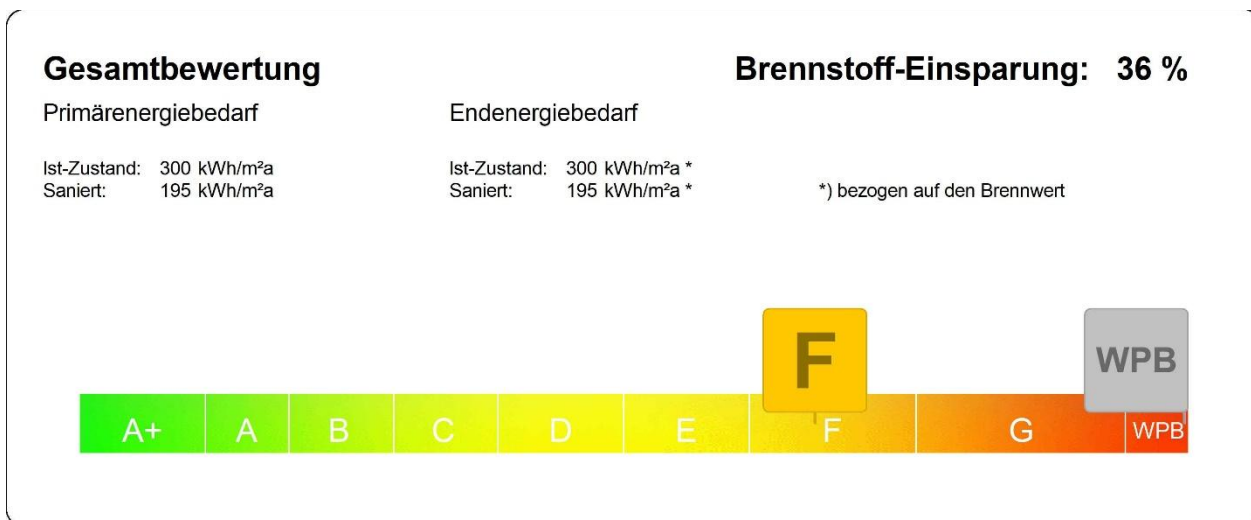 Gesamtbewertung Brennstoff-Einsparung: 36 %
Primärenergiebedarf Endenergiebedarf
Ist-Zustand: 300 kWh/m²a Ist-Zustand: 300 kWh/m²a *
Saniert: 195 kWh/m²a Saniert: 195 kWh/m²a * *) bezogen auf den Brennwert
F WPB
A+ A B C D E F G WPB